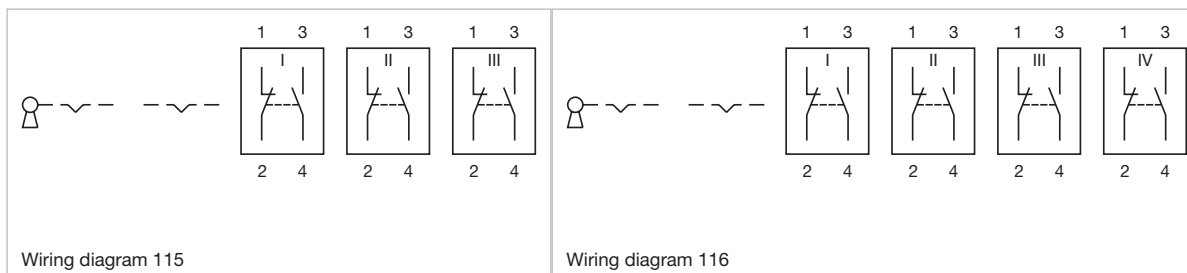 1 3 1 3 1 3
I II III
2 4 2 4 2 4
Wiring diagram 115
1 3 1 3 1 3 1 3
I II III IV
2 4 2 4 2 4 2 4
Wiring diagram 116